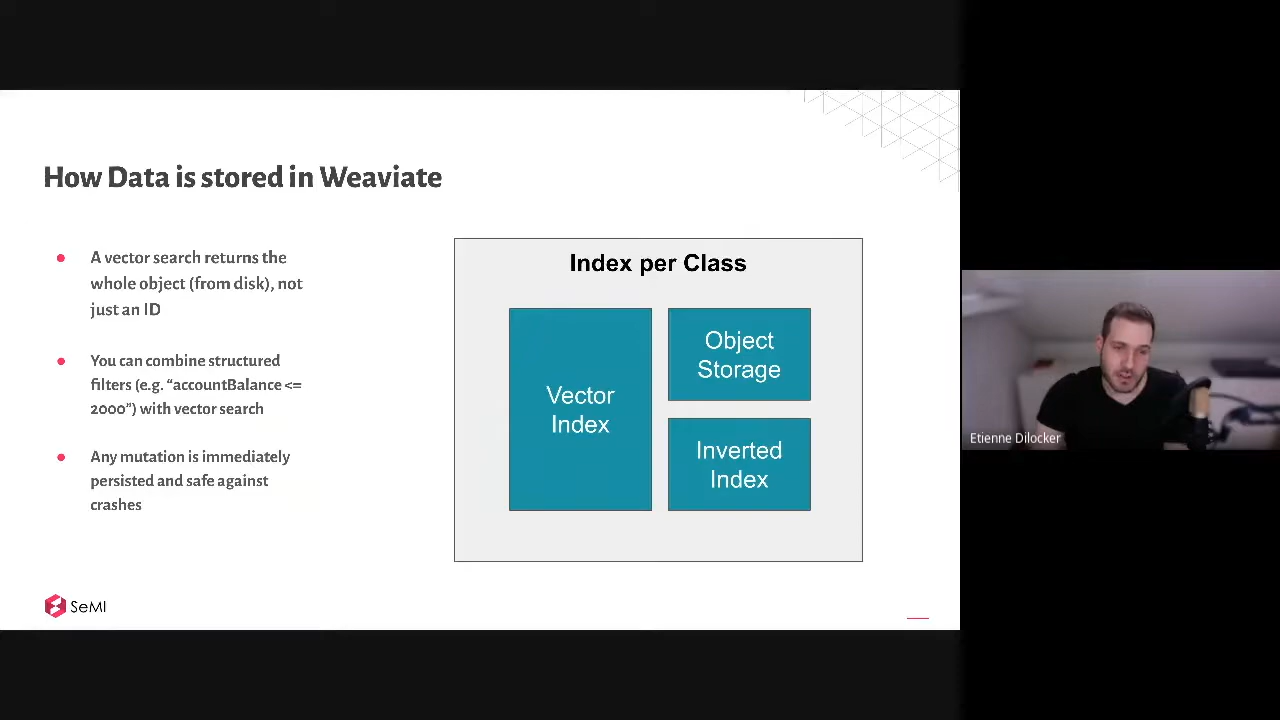 How Data is stored in Weaviate
● A vector search returns the
whole object (from disk), not
just an ID
● You can combine structured
filters (e.g. “accountBalance <=
2000”) with vector search
● Any mutation is immediately
persisted and safe against
crashes
Index per Class
Vector
Index
Object
Storage
Inverted
Index
SeMI
Etienne Dilocker